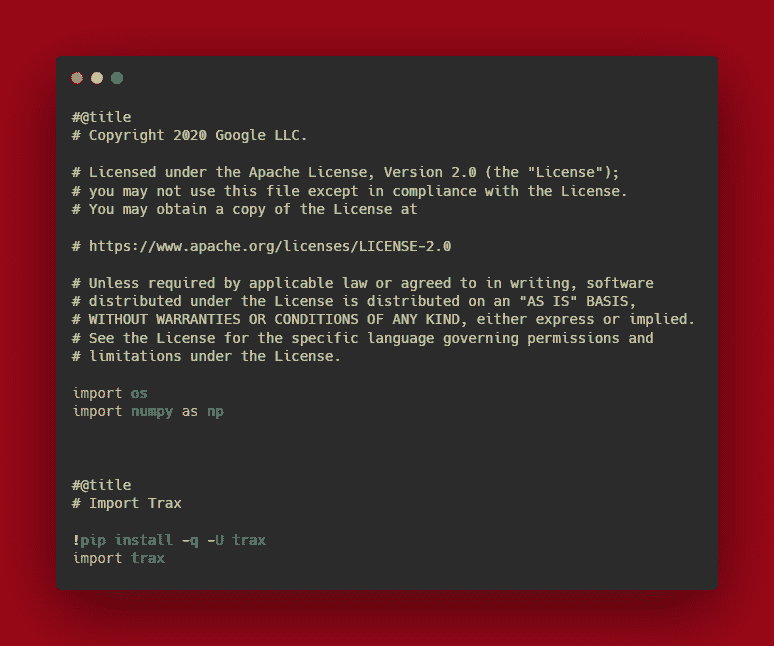 #@title
# Copyright 2020 Google LLC.
# Licensed under the Apache License, Version 2.0 (the "License");
# you may not use this file except in compliance with the License.
# You may obtain a copy of the License at
# https://www.apache.org/licenses/LICENSE-2.0
# Unless required by applicable law or agreed to in writing, software
# distributed under the License is distributed on an "AS IS" BASIS,
# WITHOUT WARRANTIES OR CONDITIONS OF ANY KIND, either express or implied.
# See the License for the specific language governing permissions and
# limitations under the License.
import os
import numpy as np
#@title
# Import Trax
!pip install -q -U trax
import trax